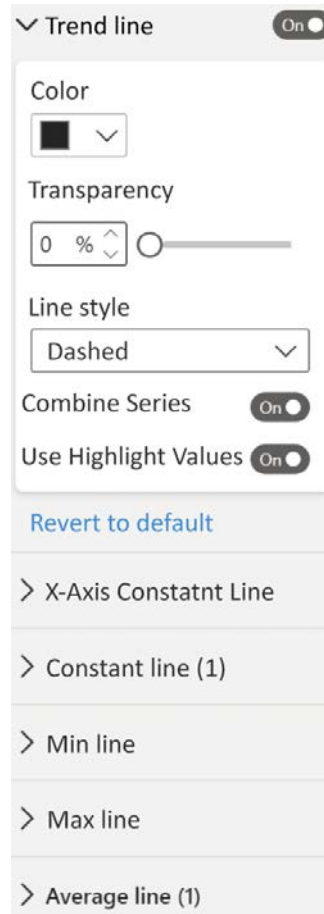 Trend line On
Color
Transparency
0 %
Line style
Dashed
Combine Series On
Use Highlight Values On
Revert to default
X-Axis Constatnt Line
Constant line (1)
Min line
Max line
Average line (1)